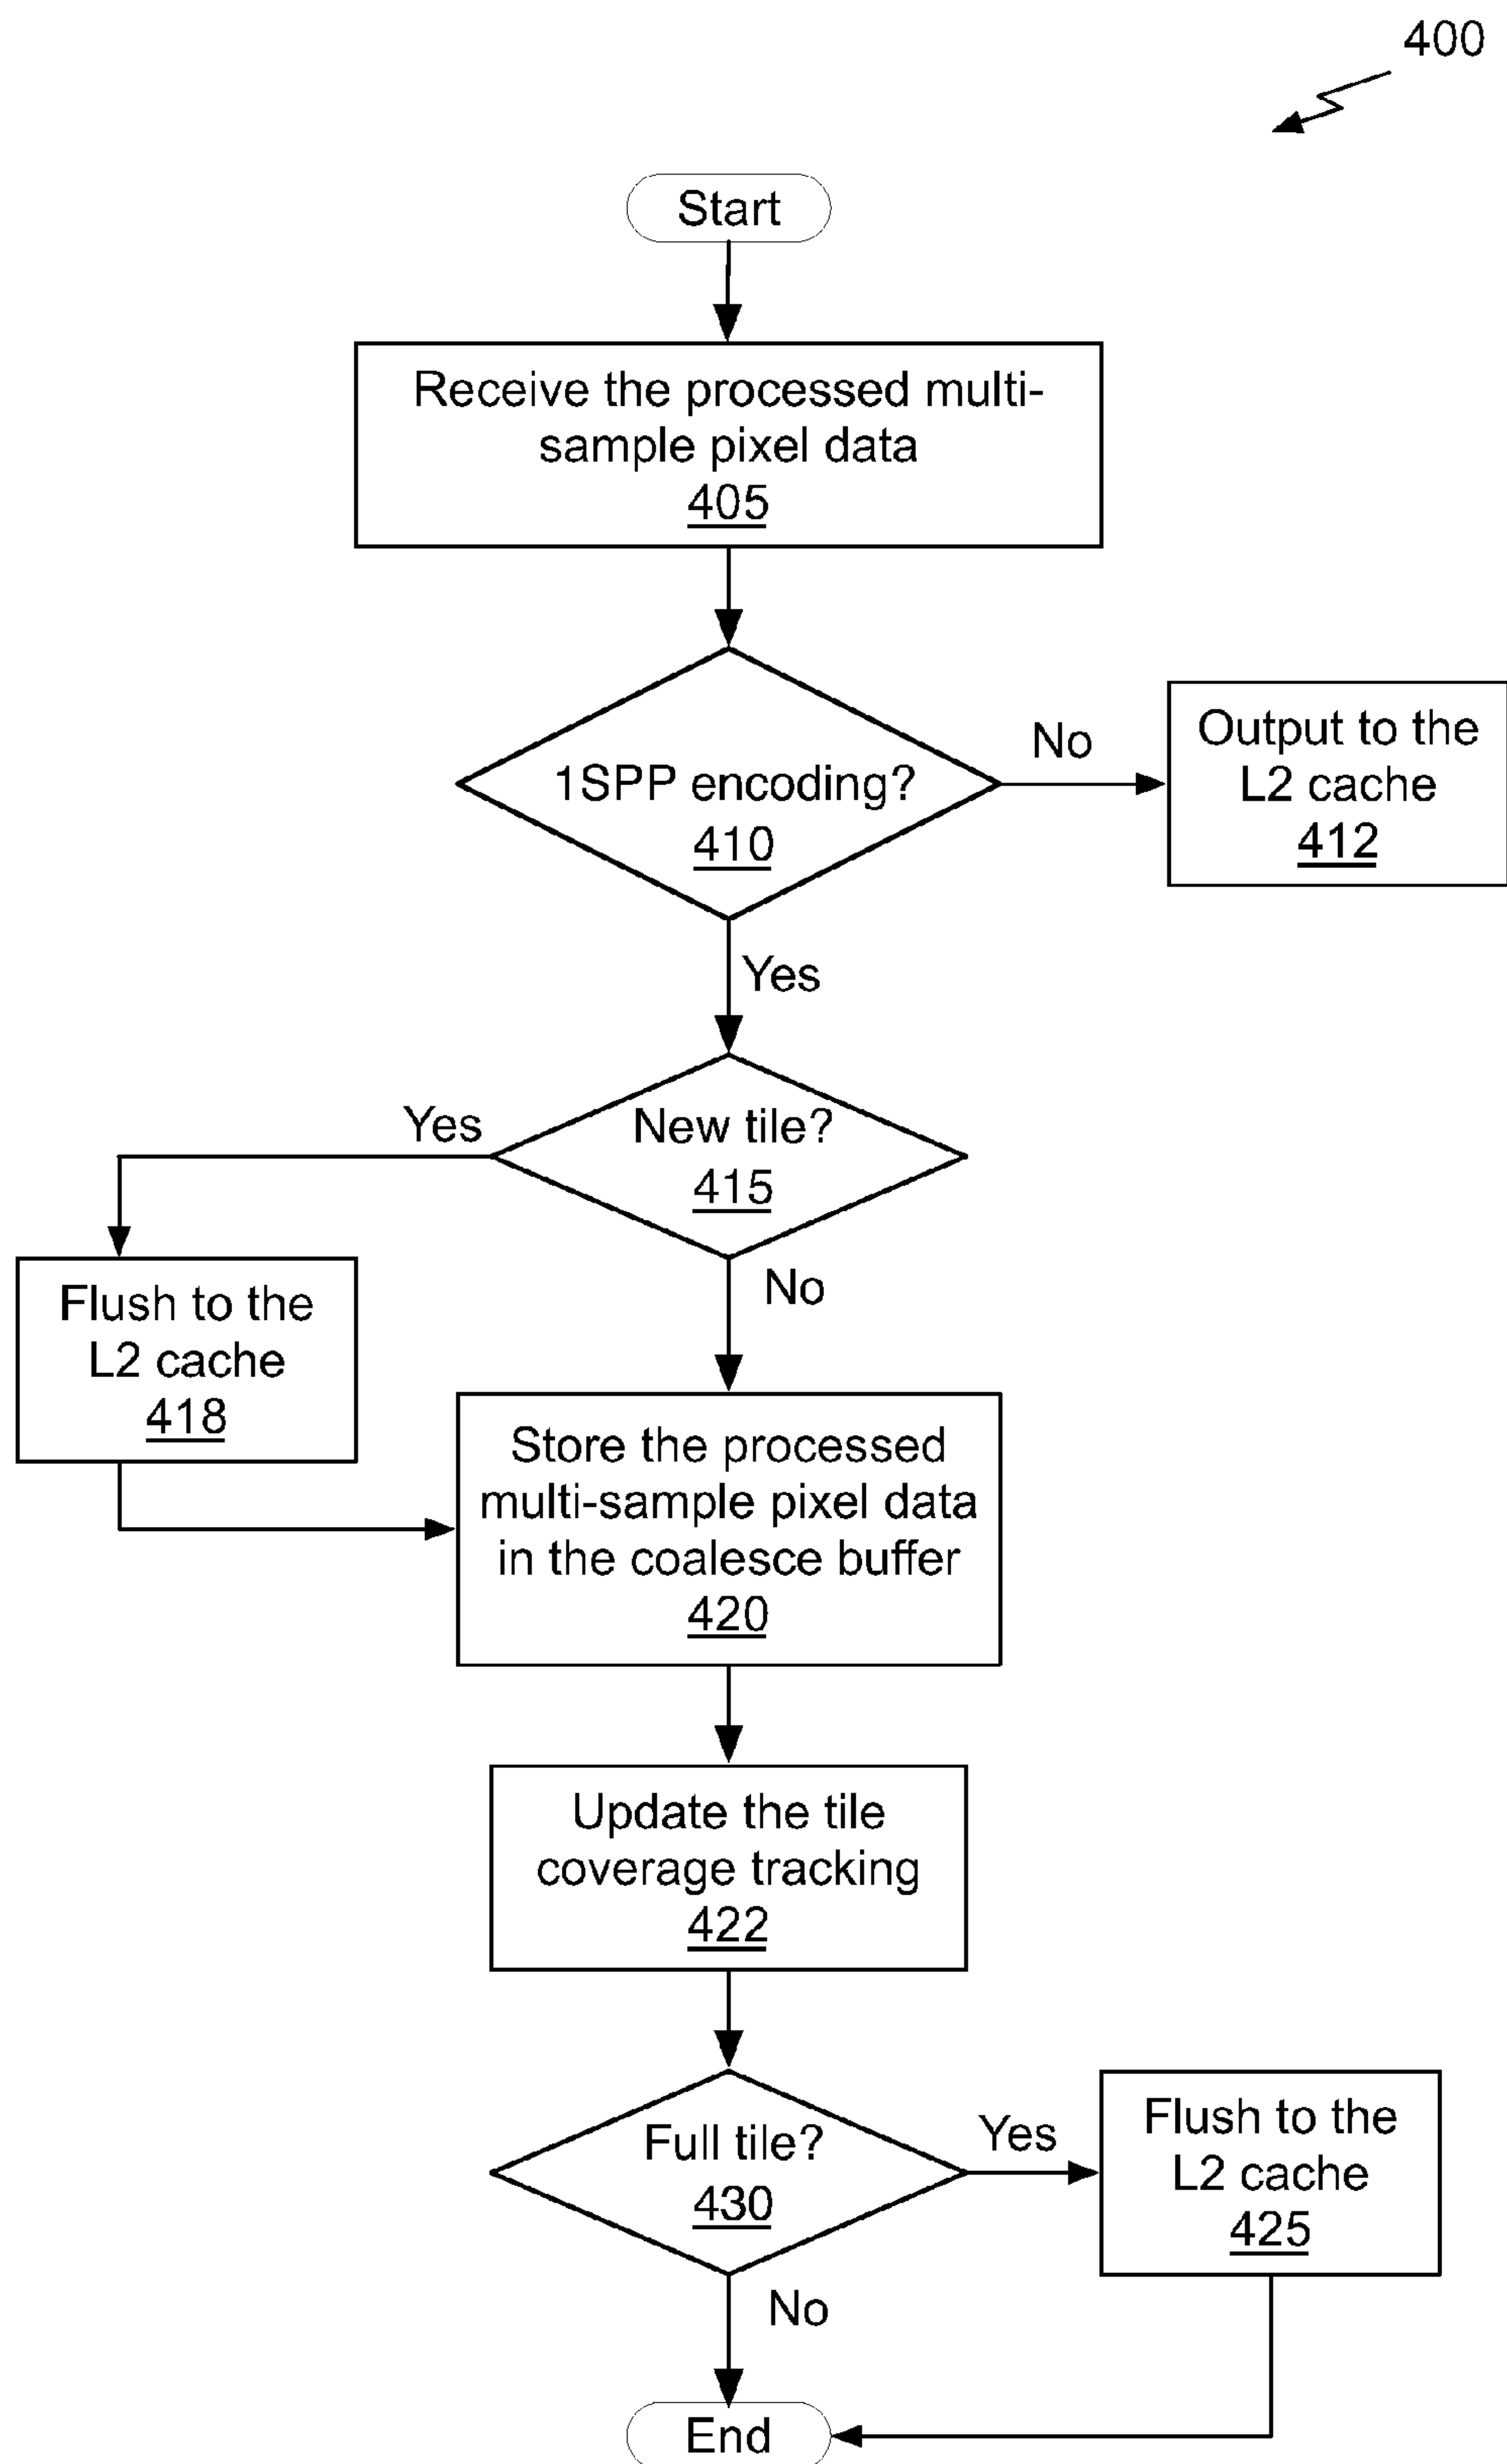 400
Start
Receive the processed multi-
sample pixel data
405
1SPP encoding?
410
No
Output to the
L2 cache
412
Yes
New tile?
415
Yes
No
Flush to the
L2 cache
418
Store the processed
multi-sample pixel data
in the coalesce buffer
420
Update the tile
coverage tracking
422
Full tile?
430
Yes
Flush to the
L2 cache
425
No
End